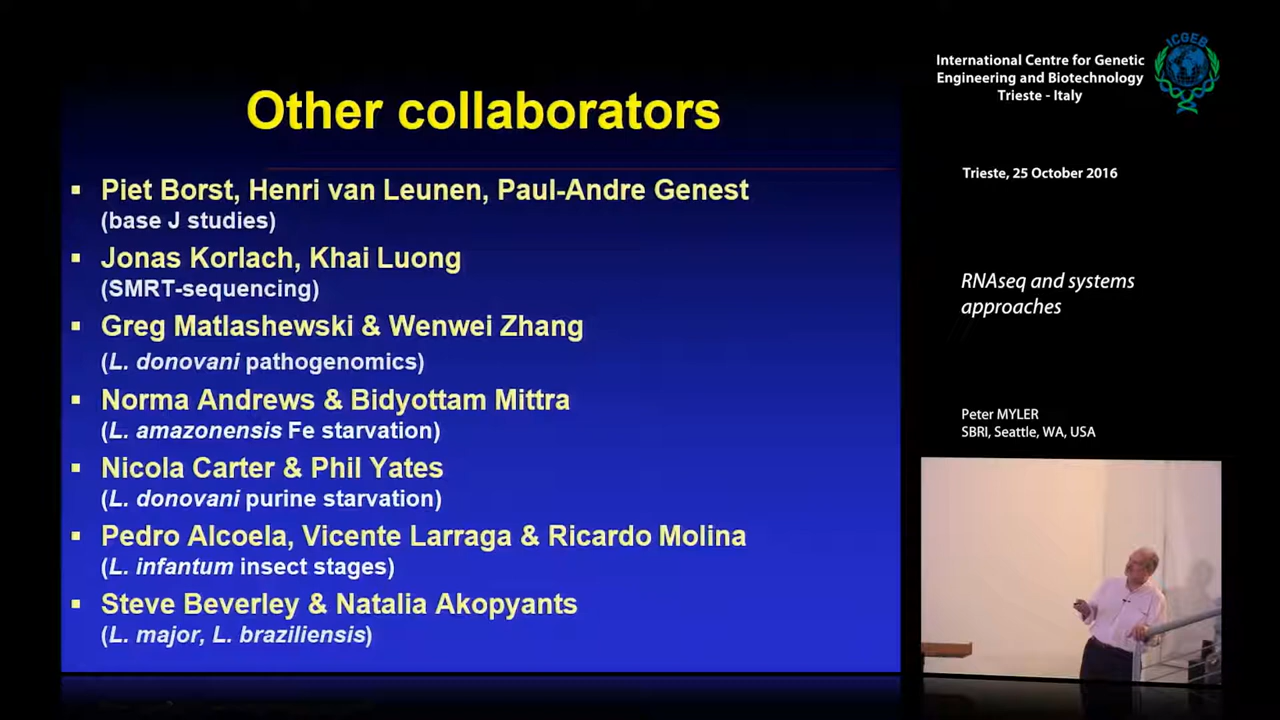 Other collaborators
▪ Piet Borst, Henri van Leunen, Paul-Andre Genest
(base J studies)
▪ Jonas Korlach, Khai Luong
(SMRT-sequencing)
▪ Greg Matlashewski & Wenwei Zhang
(L. donovani pathogenomics)
▪ Norma Andrews & Bidyottam Mittra
(L. amazonensis Fe starvation)
▪ Nicola Carter & Phil Yates
(L. donovani purine starvation)
▪ Pedro Alcoela, Vicente Larraga & Ricardo Molina
(L. infantum insect stages)
▪ Steve Beverley & Natalia Akopyants
(L. major, L. braziliensis)
International Centre for Genetic
Engineering and Biotechnology
Trieste - Italy
ICGEB
Trieste, 25 October 2016
RNAseq and systems
approaches
Peter MYLER
SBRI, Seattle, WA, USA